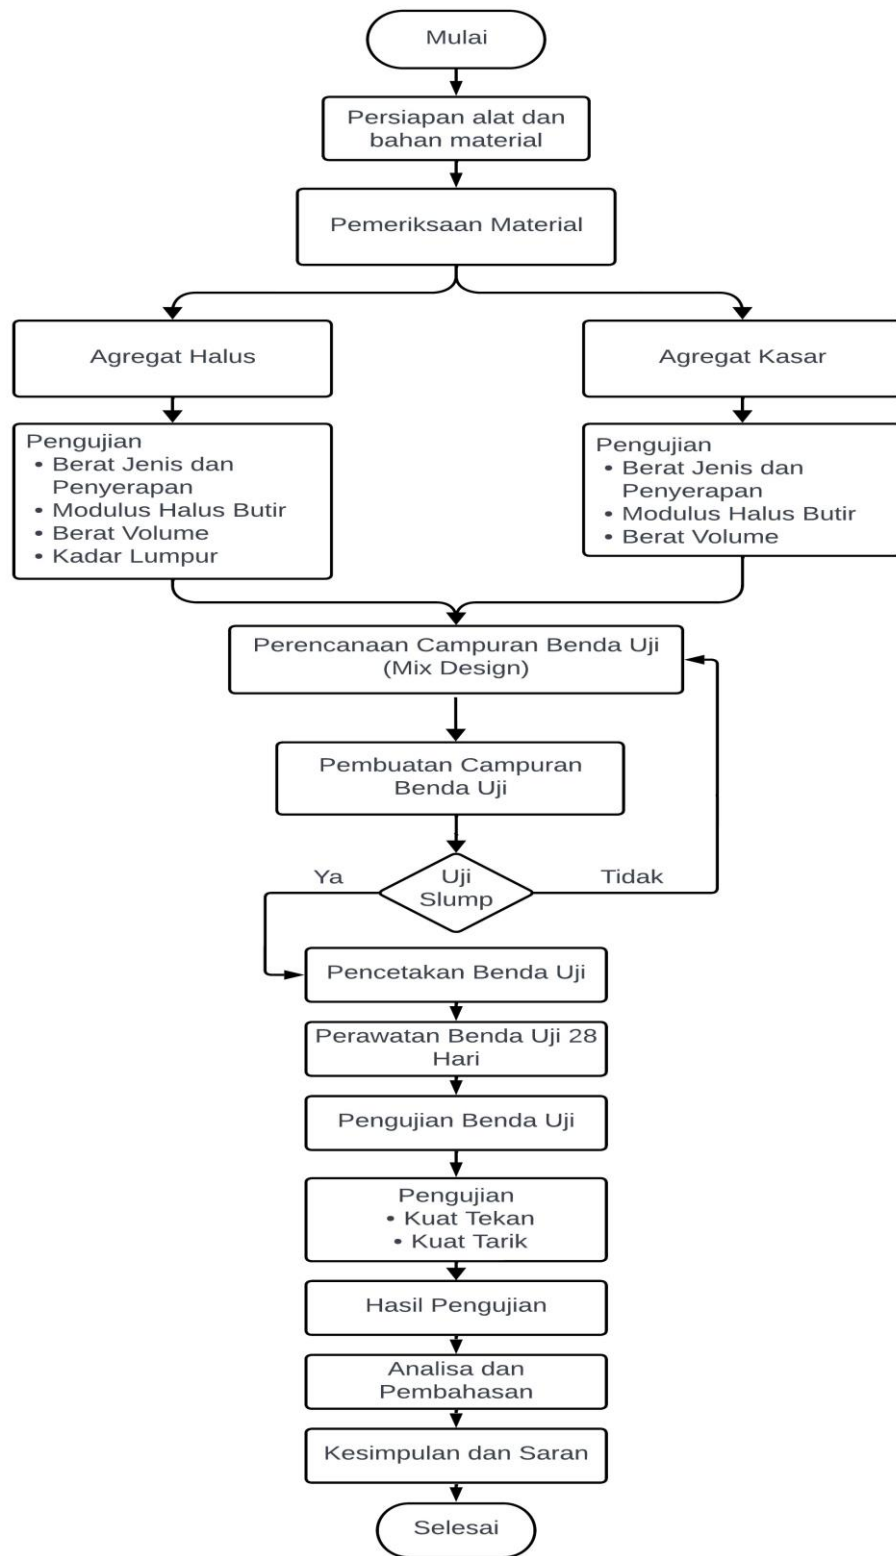 Mulai
Persiapan alat dan
bahan material
Pemeriksaan Material
Agregat Halus
Agregat Kasar
Pengujian
• Berat Jenis dan
Penyerapan
• Modulus Halus Butir
• Berat Volume
• Kadar Lumpur
Pengujian
• Berat Jenis dan
Penyerapan
• Modulus Halus Butir
• Berat Volume
Perencanaan Campuran Benda Uji
(Mix Design)
Pembuatan Campuran
Benda Uji
Ya
Uji
Slump
Tidak
Pencetakan Benda Uji
Perawatan Benda Uji 28
Hari
Pengujian Benda Uji
Pengujian
• Kuat Tekan
• Kuat Tarik
Hasil Pengujian
Analisa dan
Pembahasan
Kesimpulan dan Saran
Selesai